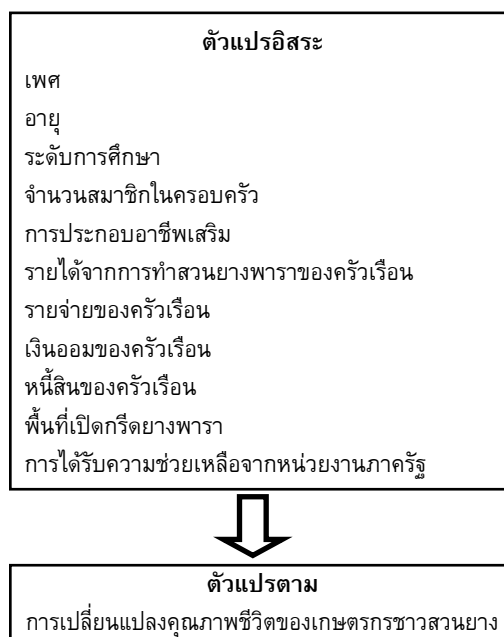 ตัวแปรอิสระ
เพศ
อายุ
ระดับการศึกษา
จำนวนสมาชิกในครอบครัว
การประกอบอาชีพเสริม
รายได้จากการทำสวนยางพาราของครัวเรือน
รายจ่ายของครัวเรือน
เงินออมของครัวเรือน
หนี้สินของครัวเรือน
พื้นที่เปิดกรีดยางพารา
การได้รับความช่วยเหลือจากหน่วยงานภาครัฐ
ตัวแปรตาม
การเปลี่ยนแปลงคุณภาพชีวิตของเกษตรกรชาวสวนยาง